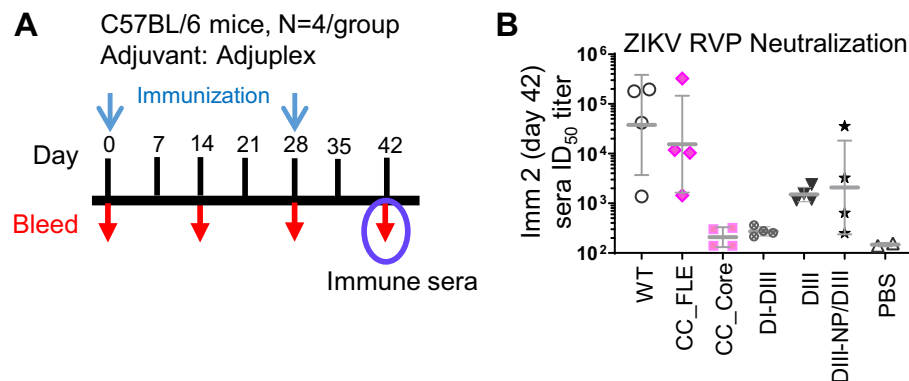 A
C57BL/6 mice, N=4/group
Adjuvant: Adjuplex
Immunization
Day
0 7 14 21 28 35 42
Bleed
Immune sera
B
ZIKV RVP Neutralization
Imm 2 (day 42)
sera ID50 titer
10^6
10^5
10^4
10^3
10^2
WT
CC_FLE
CC_Core
DI-DIII
DIII
DIII-NP/DIII
PBS